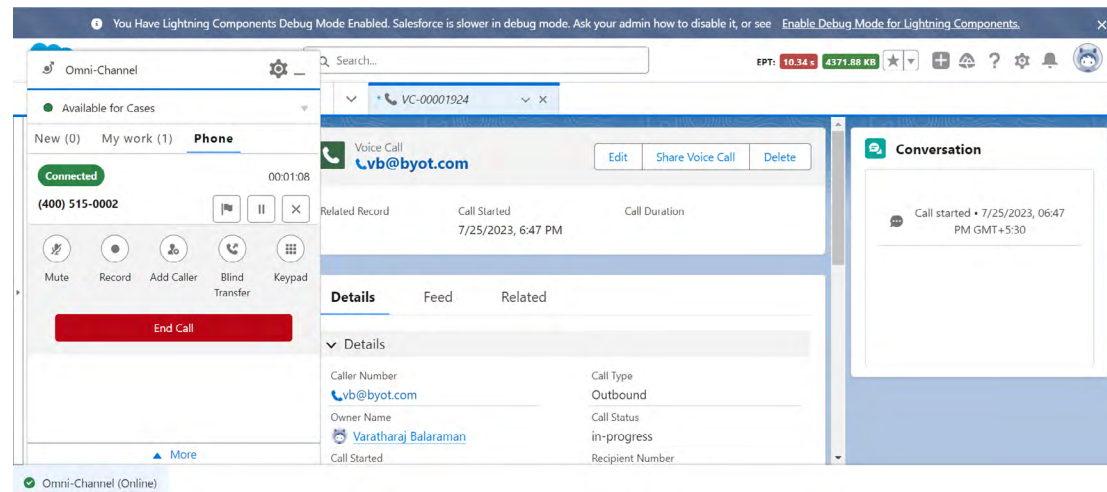 You Have Lightning Components Debug Mode Enabled. Salesforce is slower in debug mode. Ask your admin how to disable it, or see Enable Debug Mode for Lightning Components.
Omni-Channel
Search...
EPT: 10.34 s 4371.88 KB
Available for Cases
* VC-00001924
New (0) My work (1) Phone
Connected 00:01:08
(400) 515-0002
Mute Record Add Caller Blind Transfer Keypad
End Call
More
Voice Call
vb@byot.com
Edit Share Voice Call Delete
Related Record Call Started Call Duration
7/25/2023, 6:47 PM
Details Feed Related
Details
Caller Number Call Type
vb@byot.com Outbound
Owner Name Call Status
Varatharaj Balaraman in-progress
Call Started Recipient Number
Conversation
Call started • 7/25/2023, 06:47
PM GMT+5:30
Omni-Channel (Online)